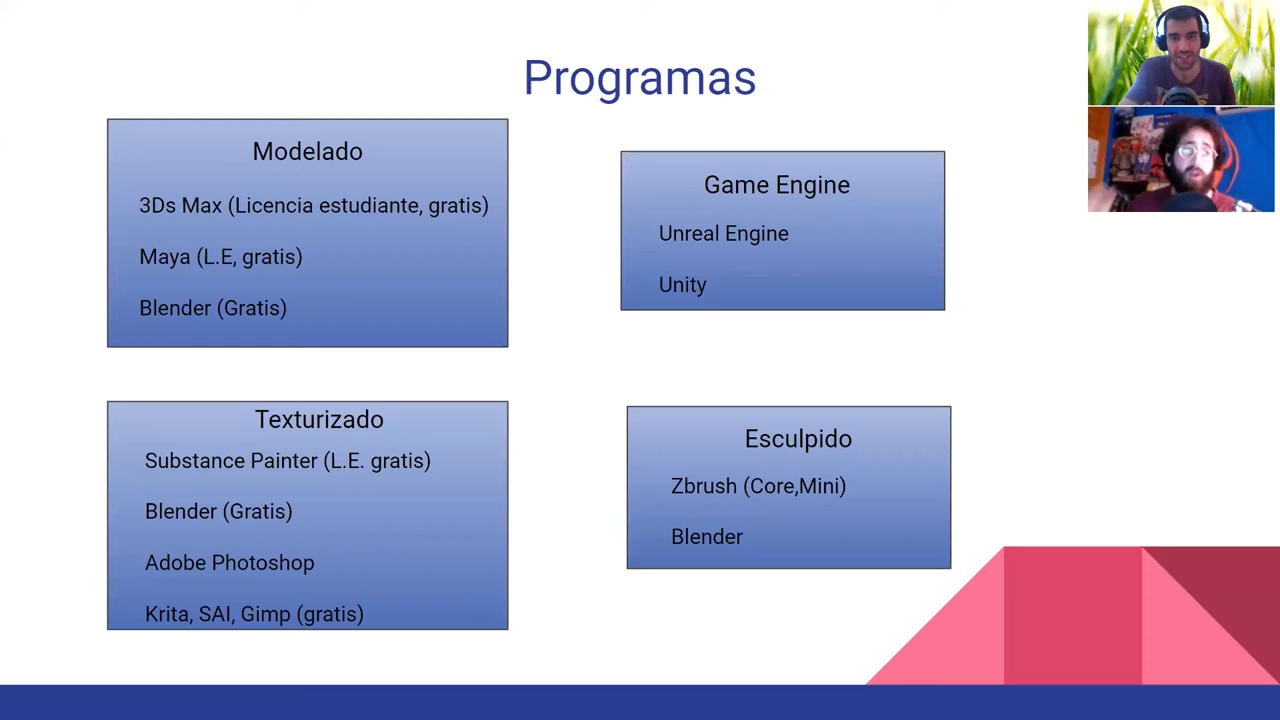 Programas
Modelado
3Ds Max (Licencia estudiante, gratis)
Maya (L.E, gratis)
Blender (Gratis)
Game Engine
Unreal Engine
Unity
Texturizado
Substance Painter (L.E. gratis)
Blender (Gratis)
Adobe Photoshop
Krita, SAI, Gimp (gratis)
Esculpido
Zbrush (Core,Mini)
Blender